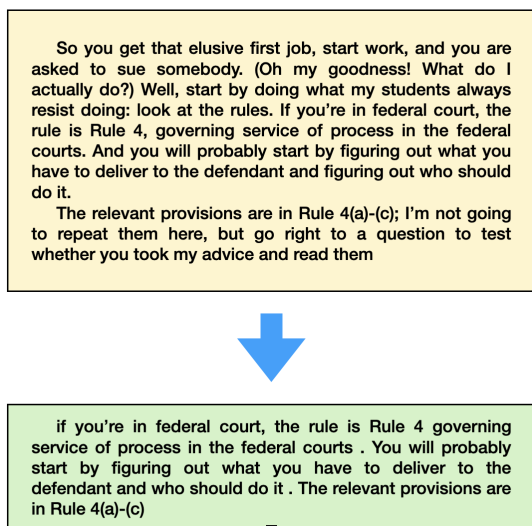 So you get that elusive first job, start work, and you are
asked to sue somebody. (Oh my goodness! What do I
actually do?) Well, start by doing what my students always
resist doing: look at the rules. If you're in federal court, the
rule is Rule 4, governing service of process in the federal
courts. And you will probably start by figuring out what you
have to deliver to the defendant and figuring out who should
do it.
The relevant provisions are in Rule 4(a)-(c); I'm not going
to repeat them here, but go right to a question to test
whether you took my advice and read them
if you're in federal court, the rule is Rule 4 governing
service of process in the federal courts . You will probably
start by figuring out what you have to deliver to the
defendant and who should do it . The relevant provisions are
in Rule 4(a)-(c)